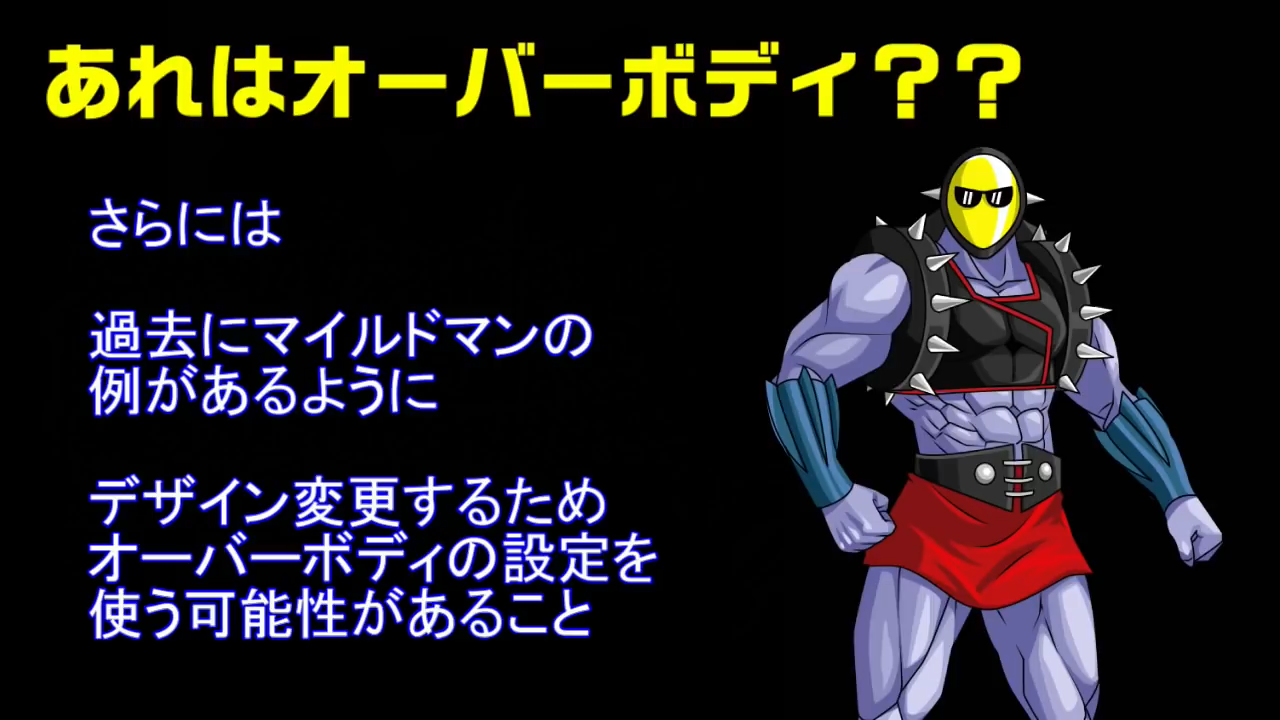 あれはオーバーボディ？？
さらには
過去にマイルドマンの
例があるように
デザイン変更するため
オーバーボディの設定を
使う可能性があること